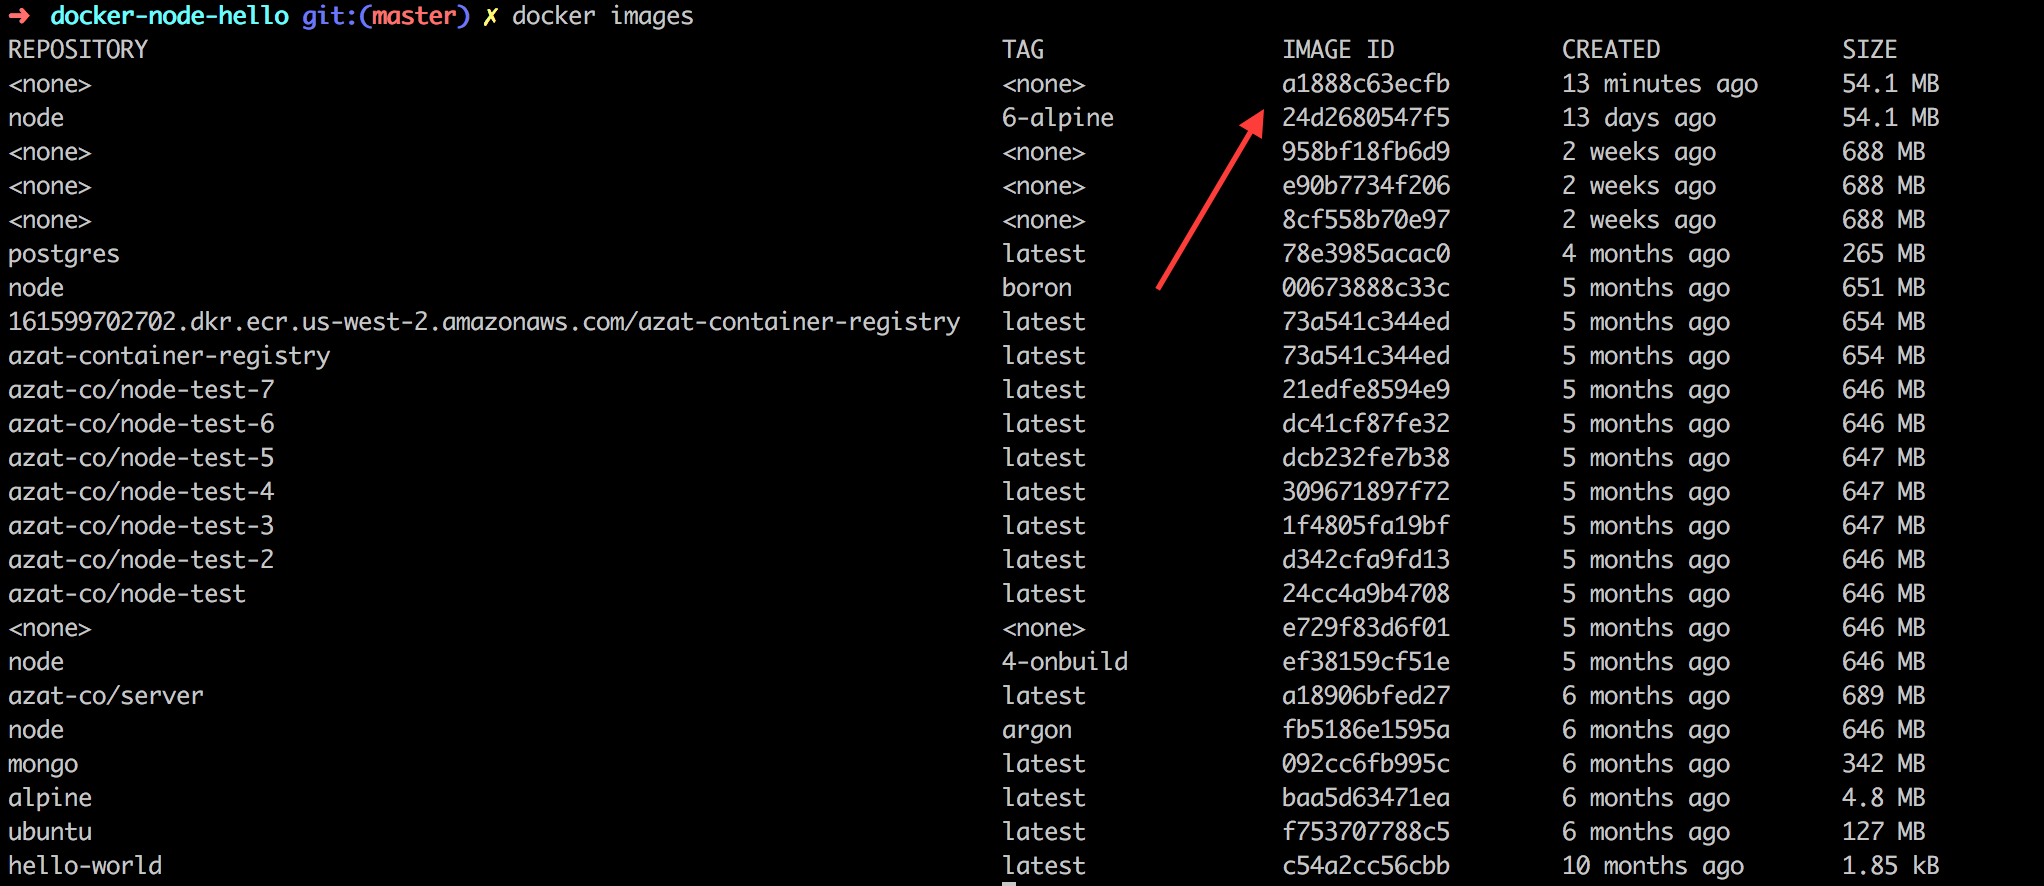 ➜ docker-node-hello git:(master) ✗ docker images
REPOSITORY TAG IMAGE ID CREATED SIZE
<none> <none> a1888c63ecfb 13 minutes ago 54.1 MB
node 6-alpine 24d2680547f5 13 days ago 54.1 MB
<none> <none> 958bf18fb6d9 2 weeks ago 688 MB
<none> <none> e90b7734f206 2 weeks ago 688 MB
<none> <none> 8cf558b70e97 2 weeks ago 688 MB
postgres latest 78e3985acac0 4 months ago 265 MB
node boron 00673888c33c 5 months ago 651 MB
161599702702.dkr.ecr.us-west-2.amazonaws.com/azat-container-registry latest 73a541c344ed 5 months ago 654 MB
azat-container-registry latest 73a541c344ed 5 months ago 654 MB
azat-co/node-test-7 latest 21edfe8594e9 5 months ago 646 MB
azat-co/node-test-6 latest dc41cf87fe32 5 months ago 646 MB
azat-co/node-test-5 latest dcb232fe7b38 5 months ago 647 MB
azat-co/node-test-4 latest 309671897f72 5 months ago 647 MB
azat-co/node-test-3 latest 1f4805fa19bf 5 months ago 647 MB
azat-co/node-test-2 latest d342cfa9fd13 5 months ago 646 MB
azat-co/node-test latest 24cc4a9b4708 5 months ago 646 MB
<none> <none> e729f83d6f01 5 months ago 646 MB
node 4-onbuild ef38159cf51e 5 months ago 646 MB
azat-co/server latest a18906bfed27 6 months ago 689 MB
node argon fb5186e1595a 6 months ago 646 MB
mongo latest 092cc6fb995c 6 months ago 342 MB
alpine latest baa5d63471ea 6 months ago 4.8 MB
ubuntu latest f753707788c5 6 months ago 127 MB
hello-world latest c54a2cc56cbb 10 months ago 1.85 kB